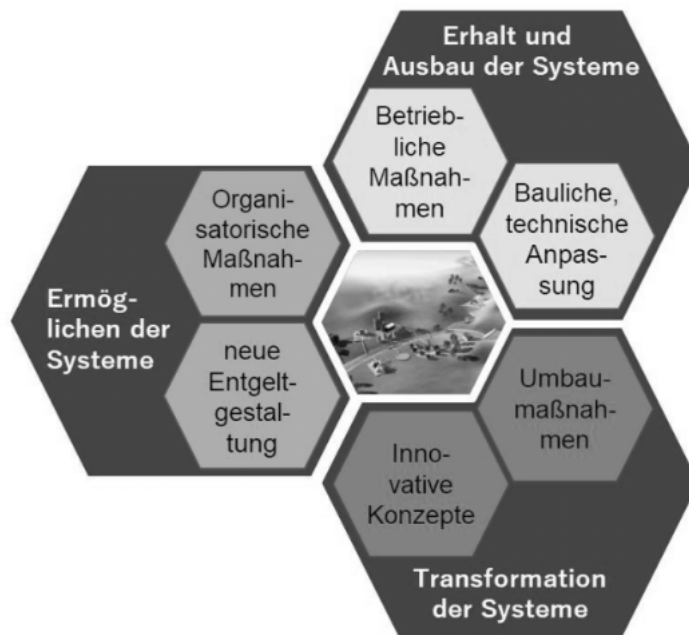 Erhalt und
Ausbau der Systeme
Betrieb-
liche
Maßnah-
men
Bauliche,
technische
Anpas-
sung
Ermög-
lichen der
Systeme
Organi-
satorische
Maßnah-
men
neue
Entgelt-
gestal-
tung
Umbau-
maßnah-
men
Inno-
vative
Konzepte
Transformation
der Systeme